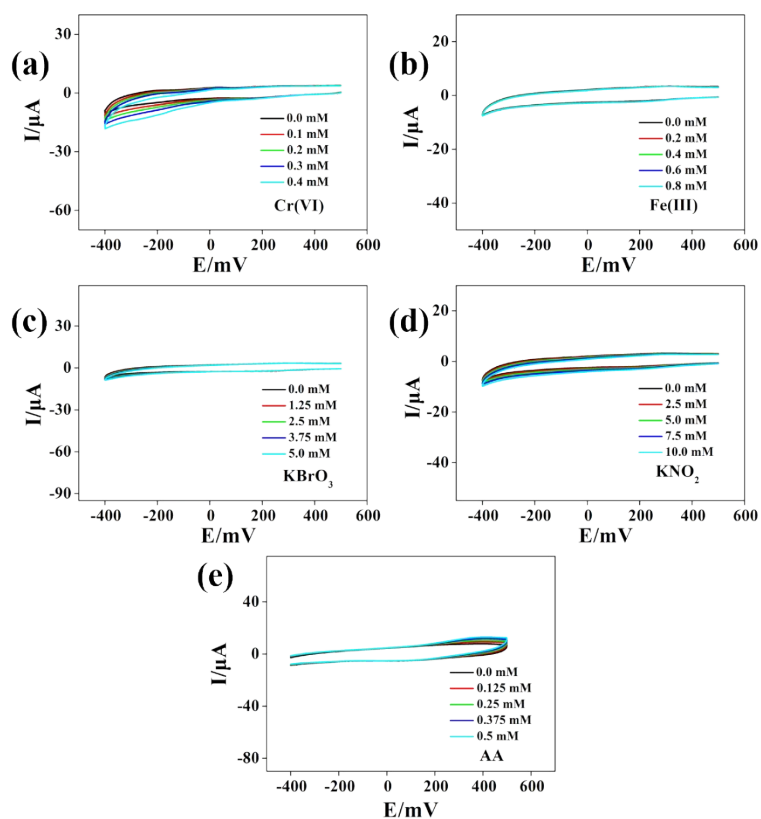 (a)
I/μA
30
0
-30
-60
0.0 mM
0.1 mM
0.2 mM
0.3 mM
0.4 mM
Cr(VI)
-400 -200 0 200 400 600
E/mV
(b)
I/μA
20
0
-20
-40
0.0 mM
0.2 mM
0.4 mM
0.6 mM
0.8 mM
Fe(III)
-400 -200 0 200 400 600
E/mV
(c)
I/μA
30
0
-30
-60
-90
0.0 mM
1.25 mM
2.5 mM
3.75 mM
5.0 mM
KBrO₃
-400 -200 0 200 400 600
E/mV
(d)
I/μA
20
0
-20
-40
0.0 mM
2.5 mM
5.0 mM
7.5 mM
10.0 mM
KNO₂
-400 -200 0 200 400 600
E/mV
(e)
I/μA
40
0
-40
-80
0.0 mM
0.125 mM
0.25 mM
0.375 mM
0.5 mM
AA
-400 -200 0 200 400 600
E/mV